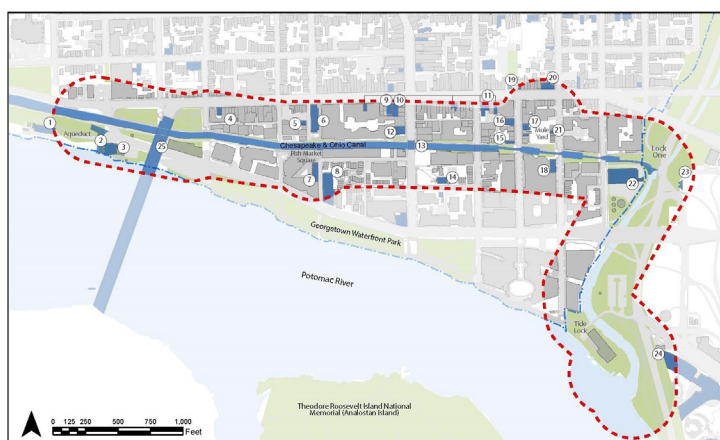 19
20
9
10
11
1
4
5
6
12
16
17
Mule
Yard
21
15
Aqueduct
2
3
25
Chesapeake & Ohio Canal
13
Fish Market
Square
Lock
One
7
8
14
18
22
23
Georgetown Waterfront Park
Potomac River
Tide
Lock
24
Theodore Roosevelt Island National
Memorial (Analostan Island)
0 125 250 500 750 1,000
Feet